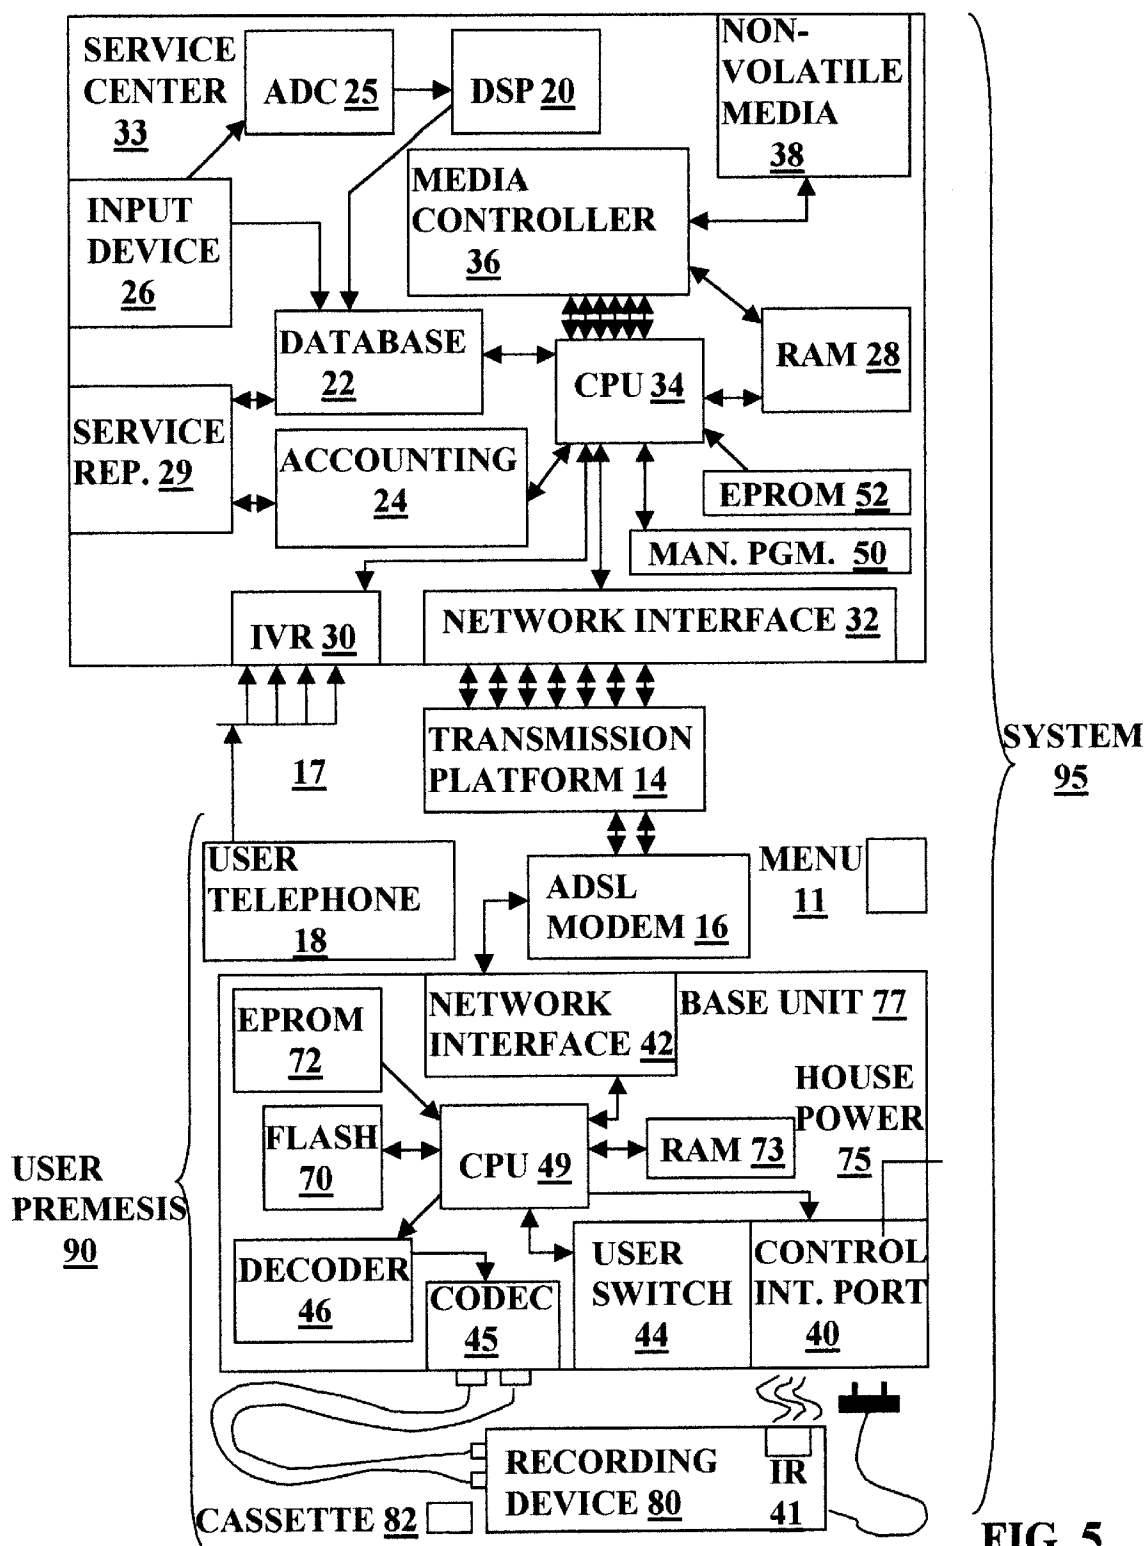 SERVICE
CENTER
33
ADC 25
DSP 20
NON-
VOLATILE
MEDIA
38
INPUT
DEVICE
26
MEDIA
CONTROLLER
36
DATABASE
22
CPU 34
RAM 28
SERVICE
REP. 29
ACCOUNTING
24
EPROM 52
MAN. PGM. 50
IVR 30
NETWORK INTERFACE 32
17
TRANSMISSION
PLATFORM 14
SYSTEM
95
USER
TELEPHONE
18
ADSL
MODEM 16
MENU
11
EPROM
72
NETWORK
INTERFACE 42
BASE UNIT 77
HOUSE
POWER
75
FLASH
70
CPU 49
RAM 73
USER
PREMESIS
90
DECODER
46
CODEC
45
USER
SWITCH
44
CONTROL
INT. PORT
40
RECORDING
DEVICE 80
IR
41
CASSETTE 82
FIG. 5